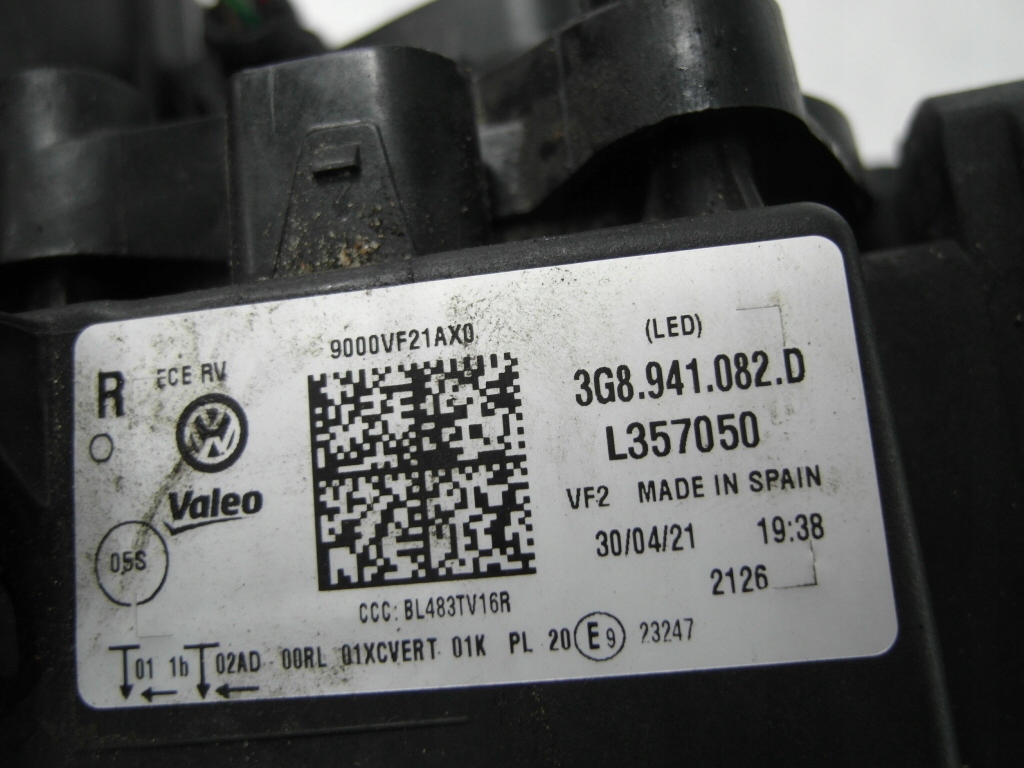 R
ECE RV
VW
Valeo
05S
9000VF21AX0
CCC: BL483TV16R
(LED)
3G8.941.082.D
L357050
VF2 MADE IN SPAIN
30/04/21 19:38
2126
01 1b 02AD 00RL 01XCVERT 01K PL 20 E9 23247